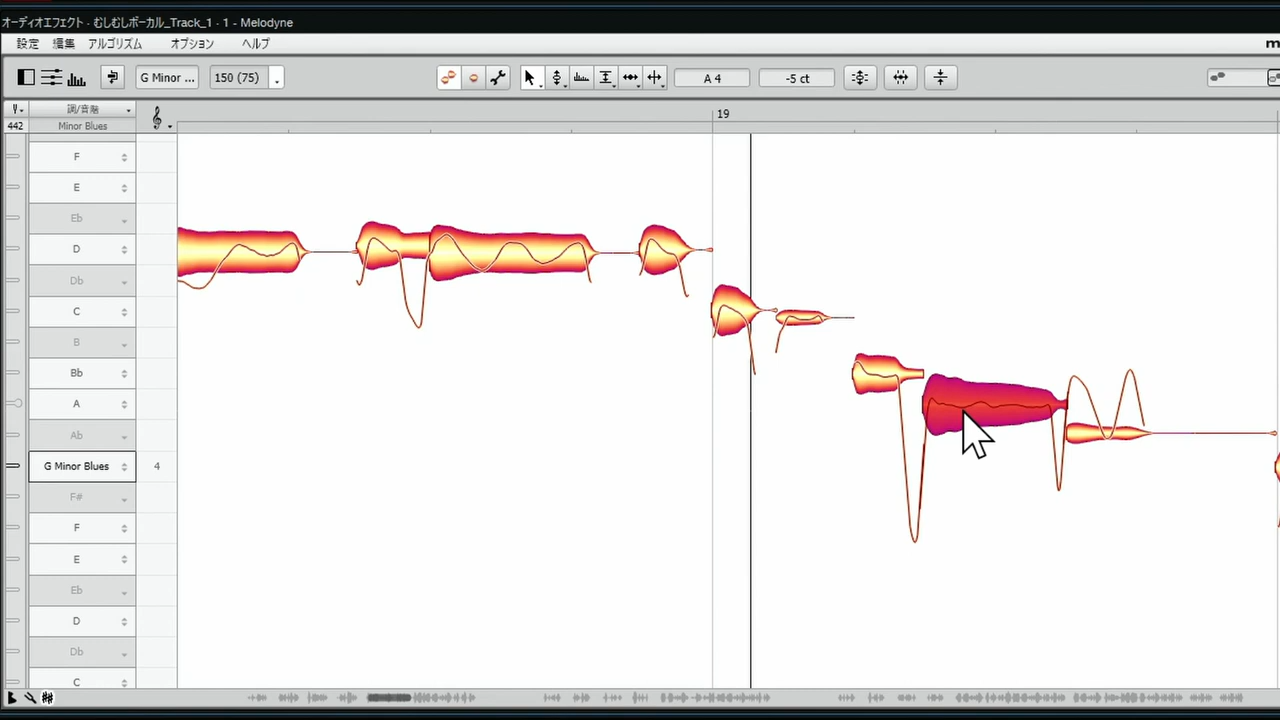 オーディオエフェクト - むしむしボーカル_Track_1 - 1 - Melodyne
設定 編集 アルゴリズム オプション ヘルプ
G Minor ... 150 (75) A 4 -5 ct
調/音階 19
442 Minor Blues
F
E
Eb
D
Db
C
B
Bb
A
Ab
G Minor Blues 4
F#
F
E
Eb
D
Db
C